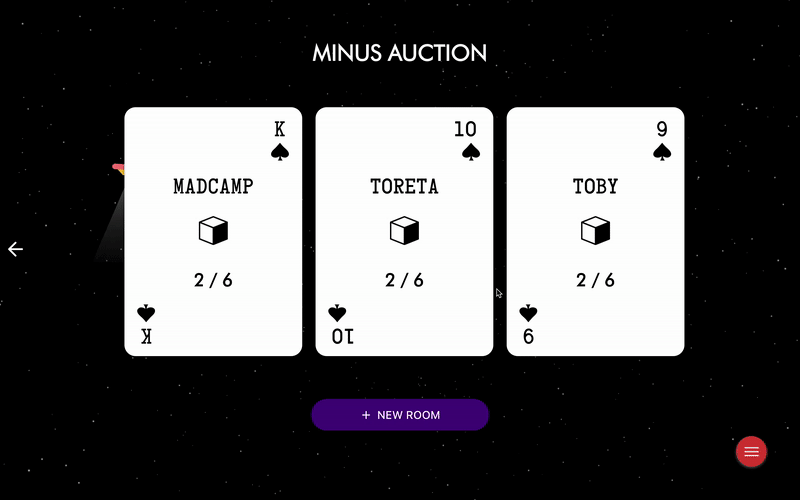 MINUS AUCTION
K
MADCAMP
2 / 6
K
10
TORETA
2 / 6
10
9
TOBY
2 / 6
9
+ NEW ROOM